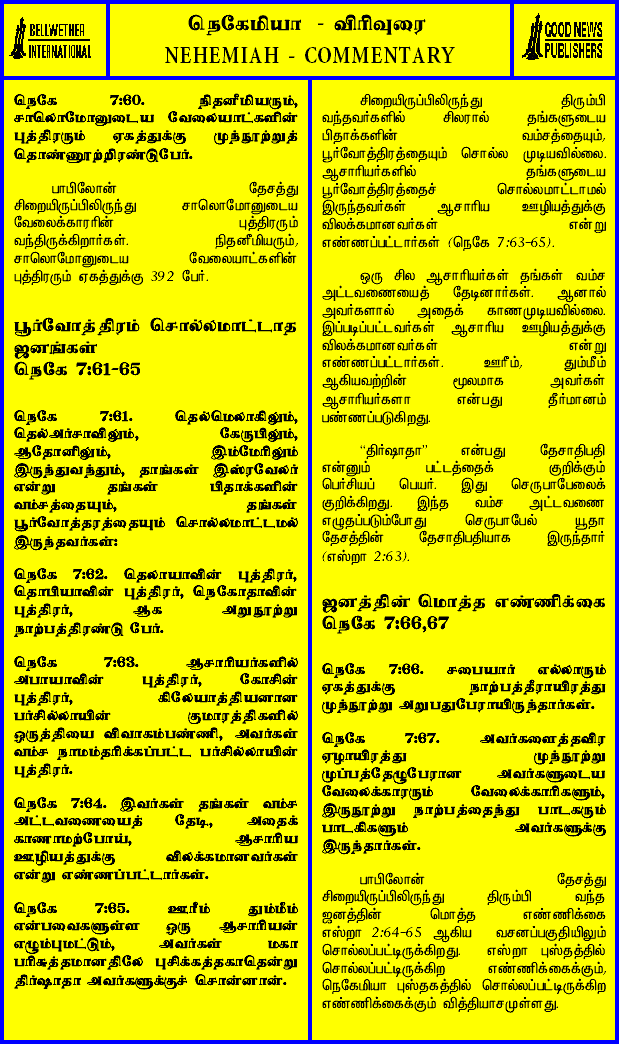 BELLWETHER
INTERNATIONAL
நெகேமியா - விரிவுரை
NEHEMIAH - COMMENTARY
GOOD NEWS
PUBLISHERS
நெகே 7:60. நிதனீமியரும்,
சாலொமோனுடைய வேலையாட்களின்
புத்திரரும் ஏகத்துக்கு முந்நூற்றுத்
தொண்ணூற்றிரண்டுபேர்.
பாபிலோன் தேசத்து
சிறையிருப்பிலிருந்து சாலொமோனுடைய
வேலைக்காரரின் புத்திரரும்
வந்திருக்கிறார்கள். நிதனீமியரும்,
சாலொமோனுடைய வேலையாட்களின்
புத்திரரும் ஏகத்துக்கு 392 பேர்.
பூர்வோத்திரம் சொல்லமாட்டாத
ஜனங்கள்
நெகே 7:61-65
நெகே 7:61. தெல்மெலாகிலும்,
தெல்அர்சாவிலும், கேருபிலும்,
ஆதோனிலும், இம்மேரிலும்
இருந்துவந்தும், தாங்கள் இஸ்ரவேலர்
என்று தங்கள் பிதாக்களின்
வம்சத்தையும், தங்கள்
பூர்வோத்தரத்தையும் சொல்லமாட்டமல்
இருந்தவர்கள்:
நெகே 7:62. தெலாயாவின் புத்திரர்,
தொபியாவின் புத்திரர், நெகோதாவின்
புத்திரர், ஆக அறுநூற்று
நாற்பத்திரண்டு பேர்.
நெகே 7:63. ஆசாரியர்களில்
அபாயாவின் புத்திரர், கோசின்
புத்திரர், கிலேயாத்தியனான
பர்சில்லாயின் குமாரத்திகளில்
ஒருத்தியை விவாகம்பண்ணி, அவர்கள்
வம்ச நாமம்தரிக்கப்பட்ட பர்சில்லாயின்
புத்திரர்.
நெகே 7:64. இவர்கள் தங்கள் வம்ச
அட்டவணையைத் தேடி, அதைக்
காணாமற்போய், ஆசாரிய
ஊழியத்துக்கு விலக்கமானவர்கள்
என்று எண்ணப்பட்டார்கள்.
நெகே 7:65. ஊரீம் தும்மீம்
என்பவைகளுள்ள ஒரு ஆசாரியன்
எழும்புமட்டும், அவர்கள் மகா
பரிசுத்தமானதிலே புசிக்கத்தகாதென்று
திர்ஷாதா அவர்களுக்குச் சொன்னான்.
சிறையிருப்பிலிருந்து திரும்பி
வந்தவர்களில் சிலரால் தங்களுடைய
பிதாக்களின் வம்சத்தையும்,
பூர்வோத்திரத்தையும் சொல்ல முடியவில்லை.
ஆசாரியர்களில் தங்களுடைய
பூர்வோத்திரத்தைச் சொல்லமாட்டாமல்
இருந்தவர்கள் ஆசாரிய ஊழியத்துக்கு
விலக்கமானவர்கள் என்று
எண்ணப்பட்டார்கள் (நெகே 7:63-65).
ஒரு சில ஆசாரியர்கள் தங்கள் வம்ச
அட்டவணையைத் தேடினார்கள். ஆனால்
அவர்களால் அதைக் காணமுடியவில்லை.
இப்படிப்பட்டவர்கள் ஆசாரிய ஊழியத்துக்கு
விலக்கமானவர்கள் என்று
எண்ணப்பட்டார்கள். ஊரீம், தும்மீம்
ஆகியவற்றின் மூலமாக அவர்கள்
ஆசாரியர்களா என்பது தீர்மானம்
பண்ணப்படுகிறது.
“திர்ஷாதா” என்பது தேசாதிபதி
என்னும் பட்டத்தைக் குறிக்கும்
பெர்சியப் பெயர். இது செருபாபேலைக்
குறிக்கிறது. இந்த வம்ச அட்டவணை
எழுதப்படும்போது செருபாபேல் யூதா
தேசத்தின் தேசாதிபதியாக இருந்தார்
(எஸ்றா 2:63).
ஜனத்தின் மொத்த எண்ணிக்கை
நெகே 7:66,67
நெகே 7:66. சபையார் எல்லாரும்
ஏகத்துக்கு நாற்பத்தீராயிரத்து
முந்நூற்று அறுபதுபேராயிருந்தார்கள்.
நெகே 7:67. அவர்களைத்தவிர
ஏழாயிரத்து முந்நூற்று
முப்பத்தேழுபேரான அவர்களுடைய
வேலைக்காரரும் வேலைக்காரிகளும்,
இருநூற்று நாற்பத்தைந்து பாடகரும்
பாடகிகளும் அவர்களுக்கு
இருந்தார்கள்.
பாபிலோன் தேசத்து
சிறையிருப்பிலிருந்து திரும்பி வந்த
ஜனத்தின் மொத்த எண்ணிக்கை
எஸ்றா 2:64-65 ஆகிய வசனப்பகுதியிலும்
சொல்லப்பட்டிருக்கிறது. எஸ்றா புஸ்தத்தில்
சொல்லப்பட்டிருக்கிற எண்ணிக்கைக்கும்,
நெகேமியா புஸ்தகத்தில் சொல்லப்பட்டிருக்கிற
எண்ணிக்கைக்கும் வித்தியாசமுள்ளது.